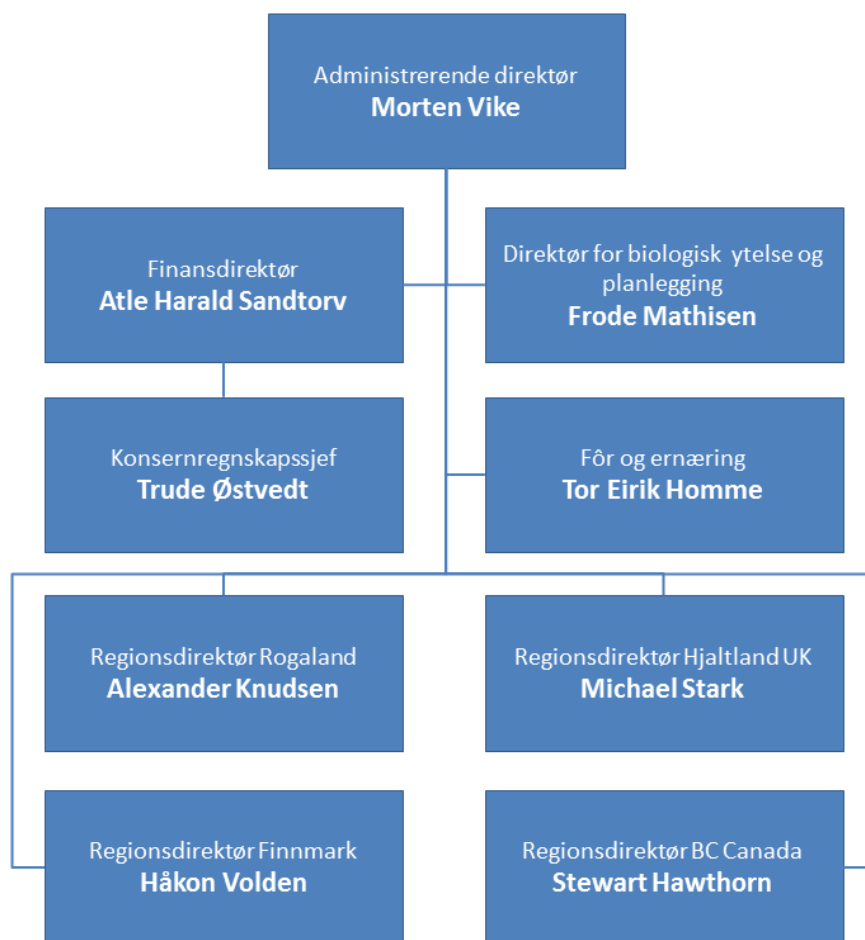 Administrerende direktør
Morten Vike
Finansdirektør
Atle Harald Sandtorv
Direktør for biologisk ytelse og
planlegging
Frode Mathisen
Konsernregnskapssjef
Trude Østvedt
Fôr og ernæring
Tor Eirik Homme
Regionsdirektør Rogaland
Alexander Knudsen
Regionsdirektør Hjaltland UK
Michael Stark
Regionsdirektør Finnmark
Håkon Volden
Regionsdirektør BC Canada
Stewart Hawthorn